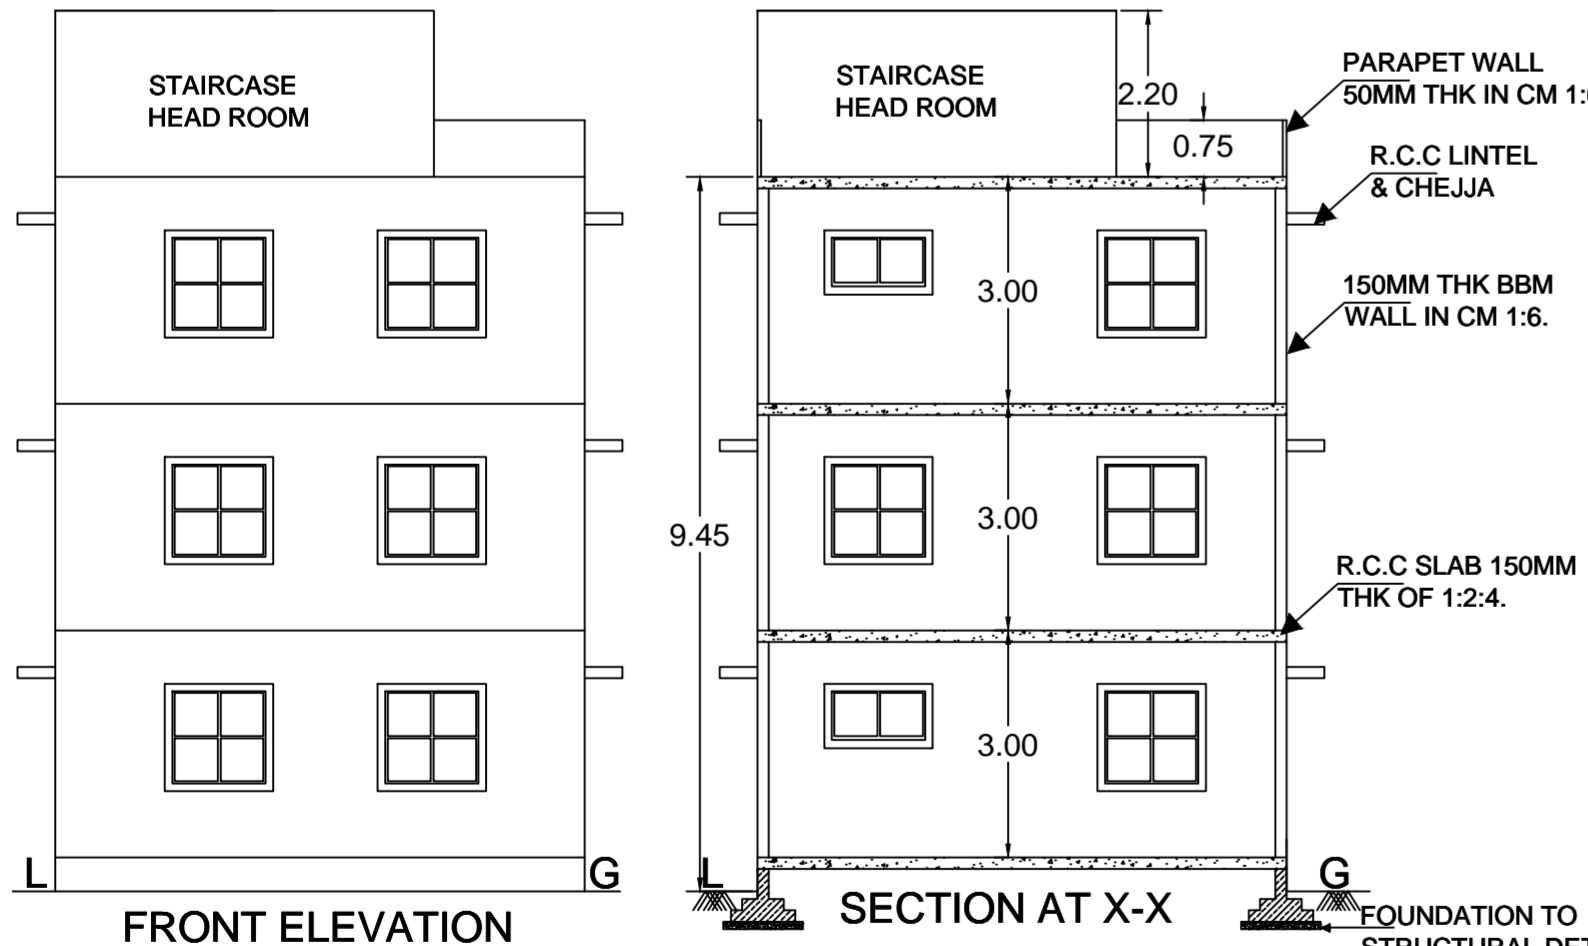 STAIRCASE
HEAD ROOM
L
G
FRONT ELEVATION
STAIRCASE
HEAD ROOM
2.20
0.75
3.00
3.00
3.00
9.45
L
G
SECTION AT X-X
PARAPET WALL
50MM THK IN CM
R.C.C LINTEL
& CHEJJA
150MM THK BBM
WALL IN CM 1:6.
R.C.C SLAB 150MM
THK OF 1:2:4.
FOUNDATION TO
STRUCTURAL